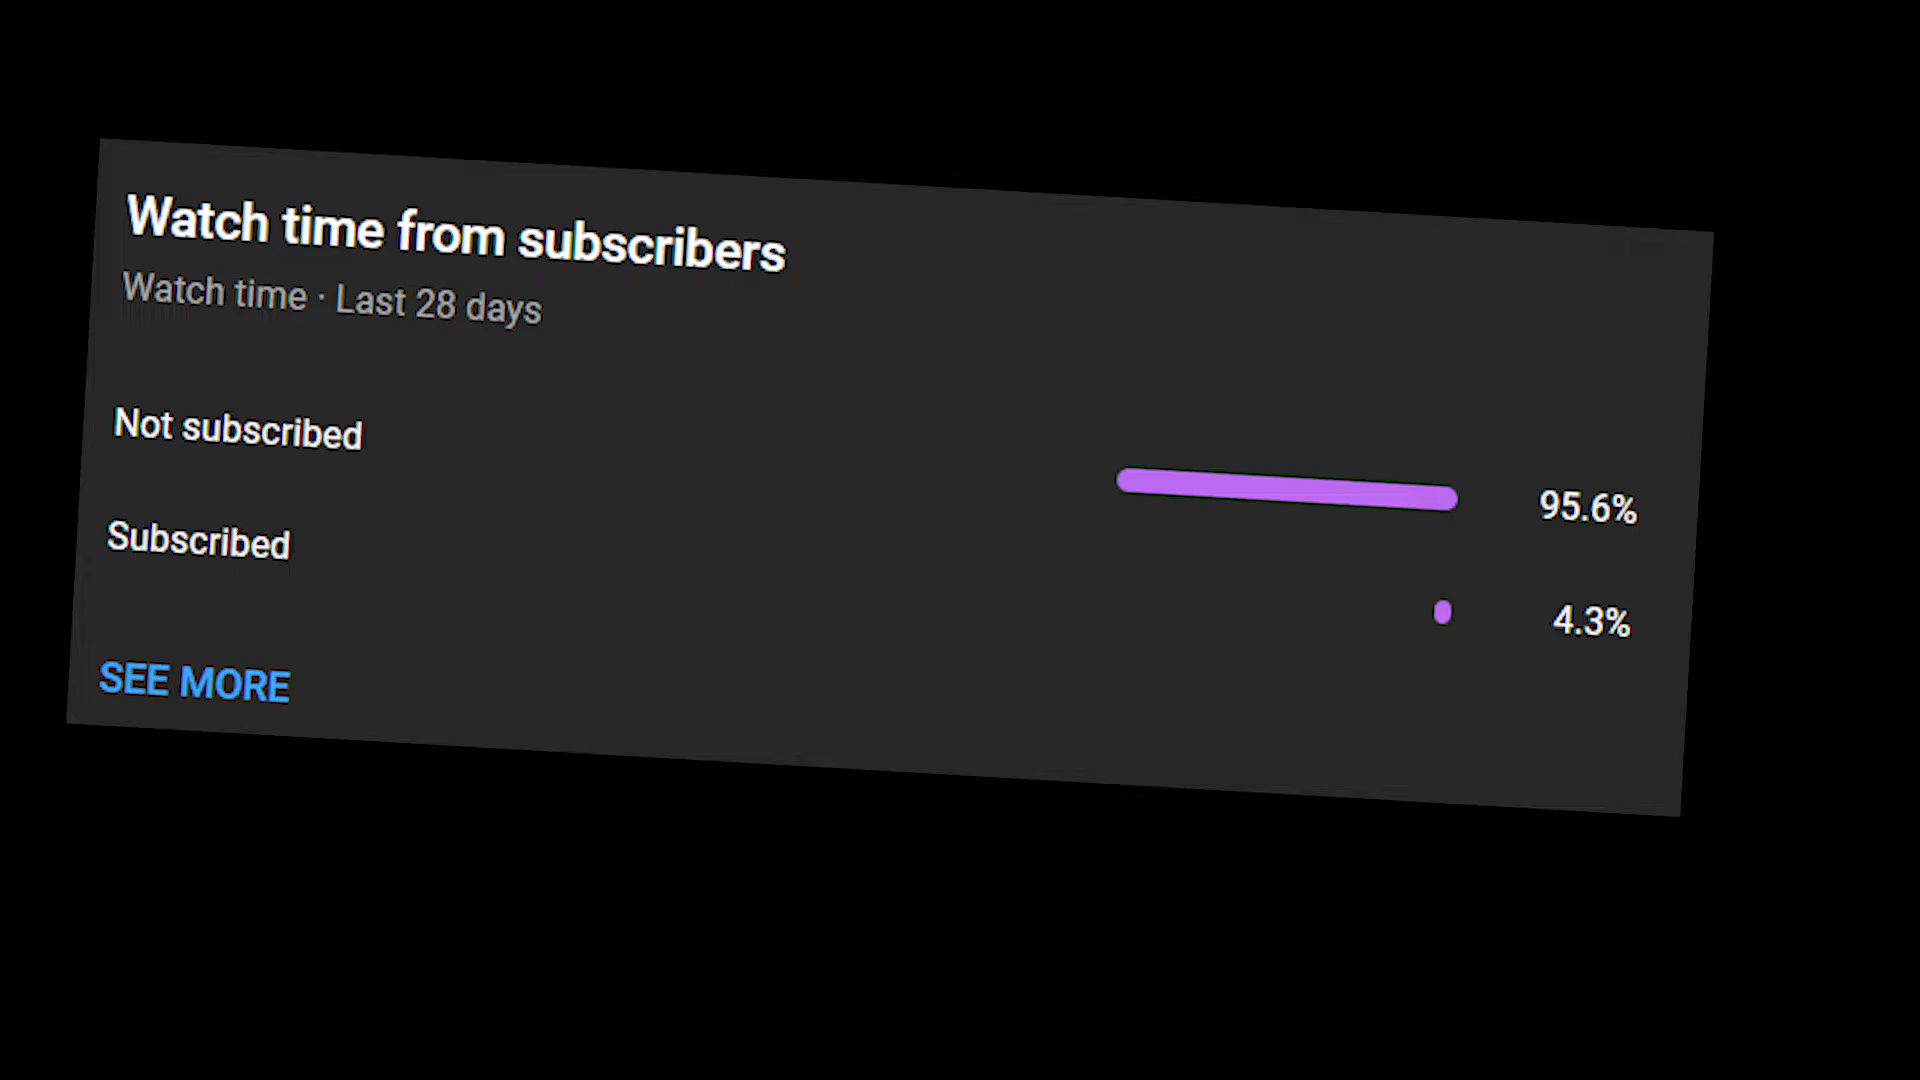 Watch time from subscribers
Watch time · Last 28 days
Not subscribed
95.6%
Subscribed
4.3%
SEE MORE